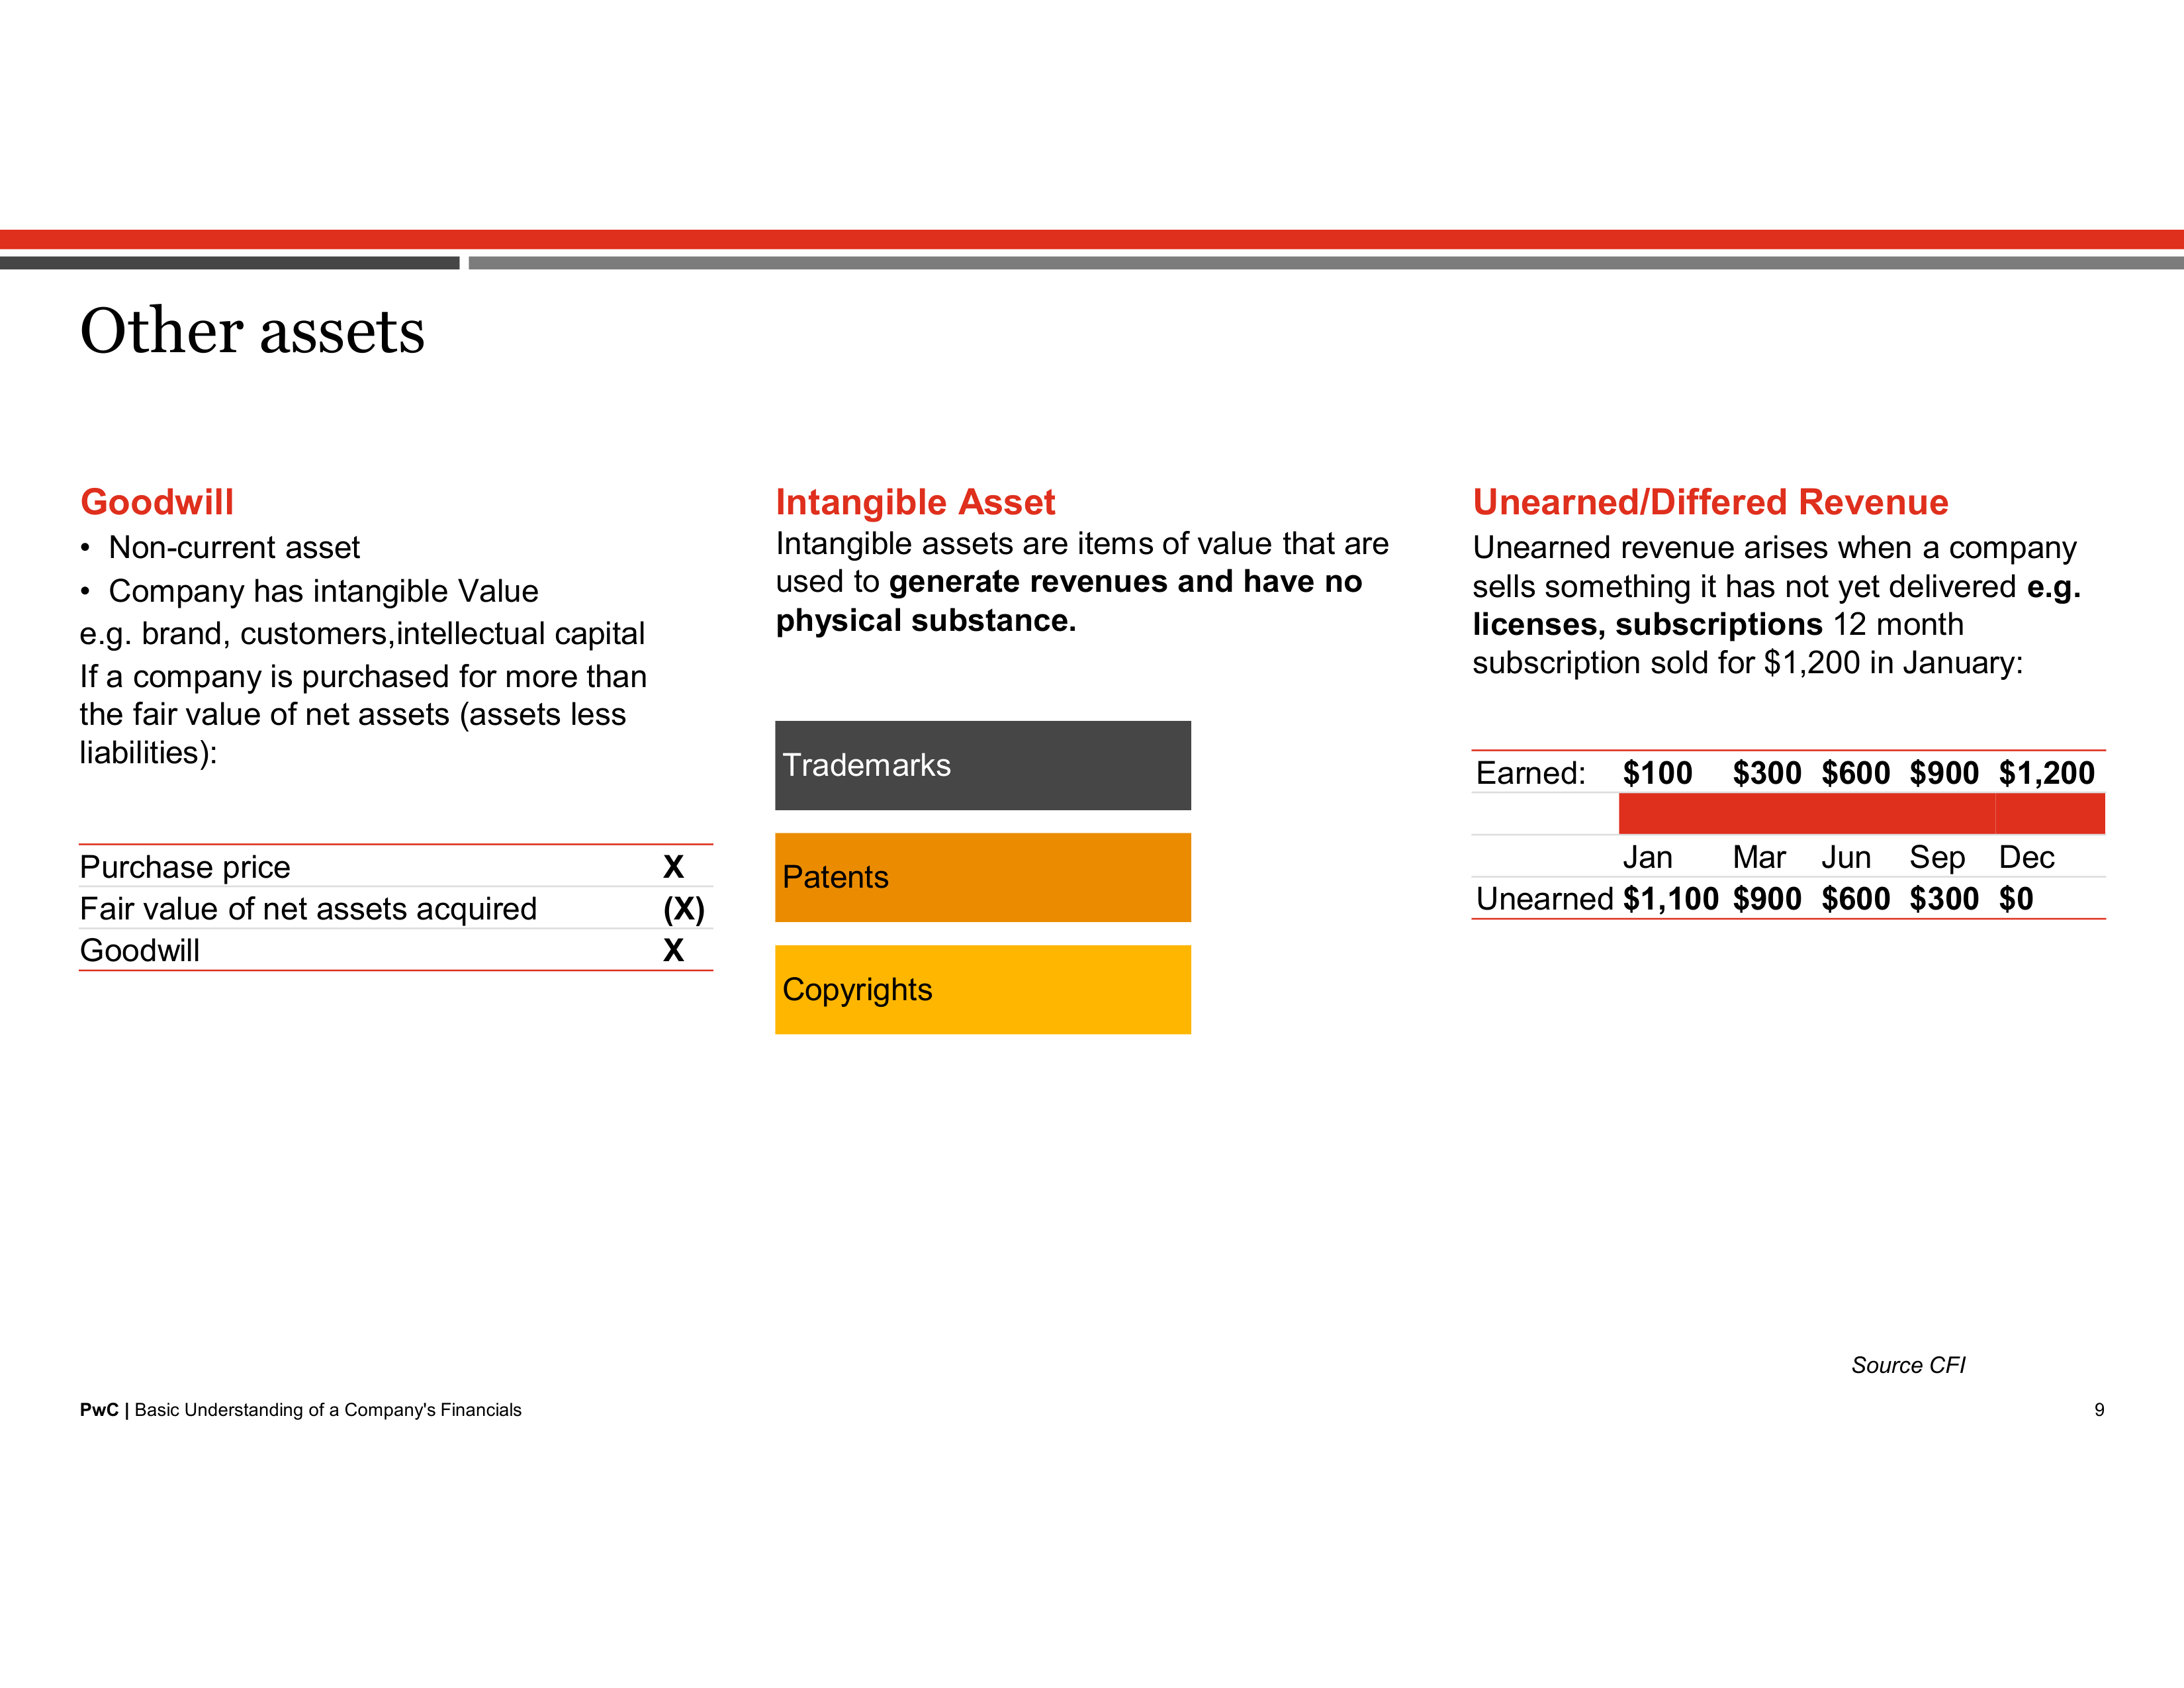 Other assets
Goodwill
• Non-current asset
• Company has intangible Value
e.g. brand, customers,intellectual capital
If a company is purchased for more than
the fair value of net assets (assets less
liabilities):
Purchase price X
Fair value of net assets acquired (X)
Goodwill X
Intangible Asset
Intangible assets are items of value that are
used to generate revenues and have no
physical substance.
Trademarks
Patents
Copyrights
Unearned/Differed Revenue
Unearned revenue arises when a company
sells something it has not yet delivered e.g.
licenses, subscriptions 12 month
subscription sold for $1,200 in January:
Earned: $100 $300 $600 $900 $1,200
Jan Mar Jun Sep Dec
Unearned $1,100 $900 $600 $300 $0
Source CFI
PwC | Basic Understanding of a Company's Financials
9